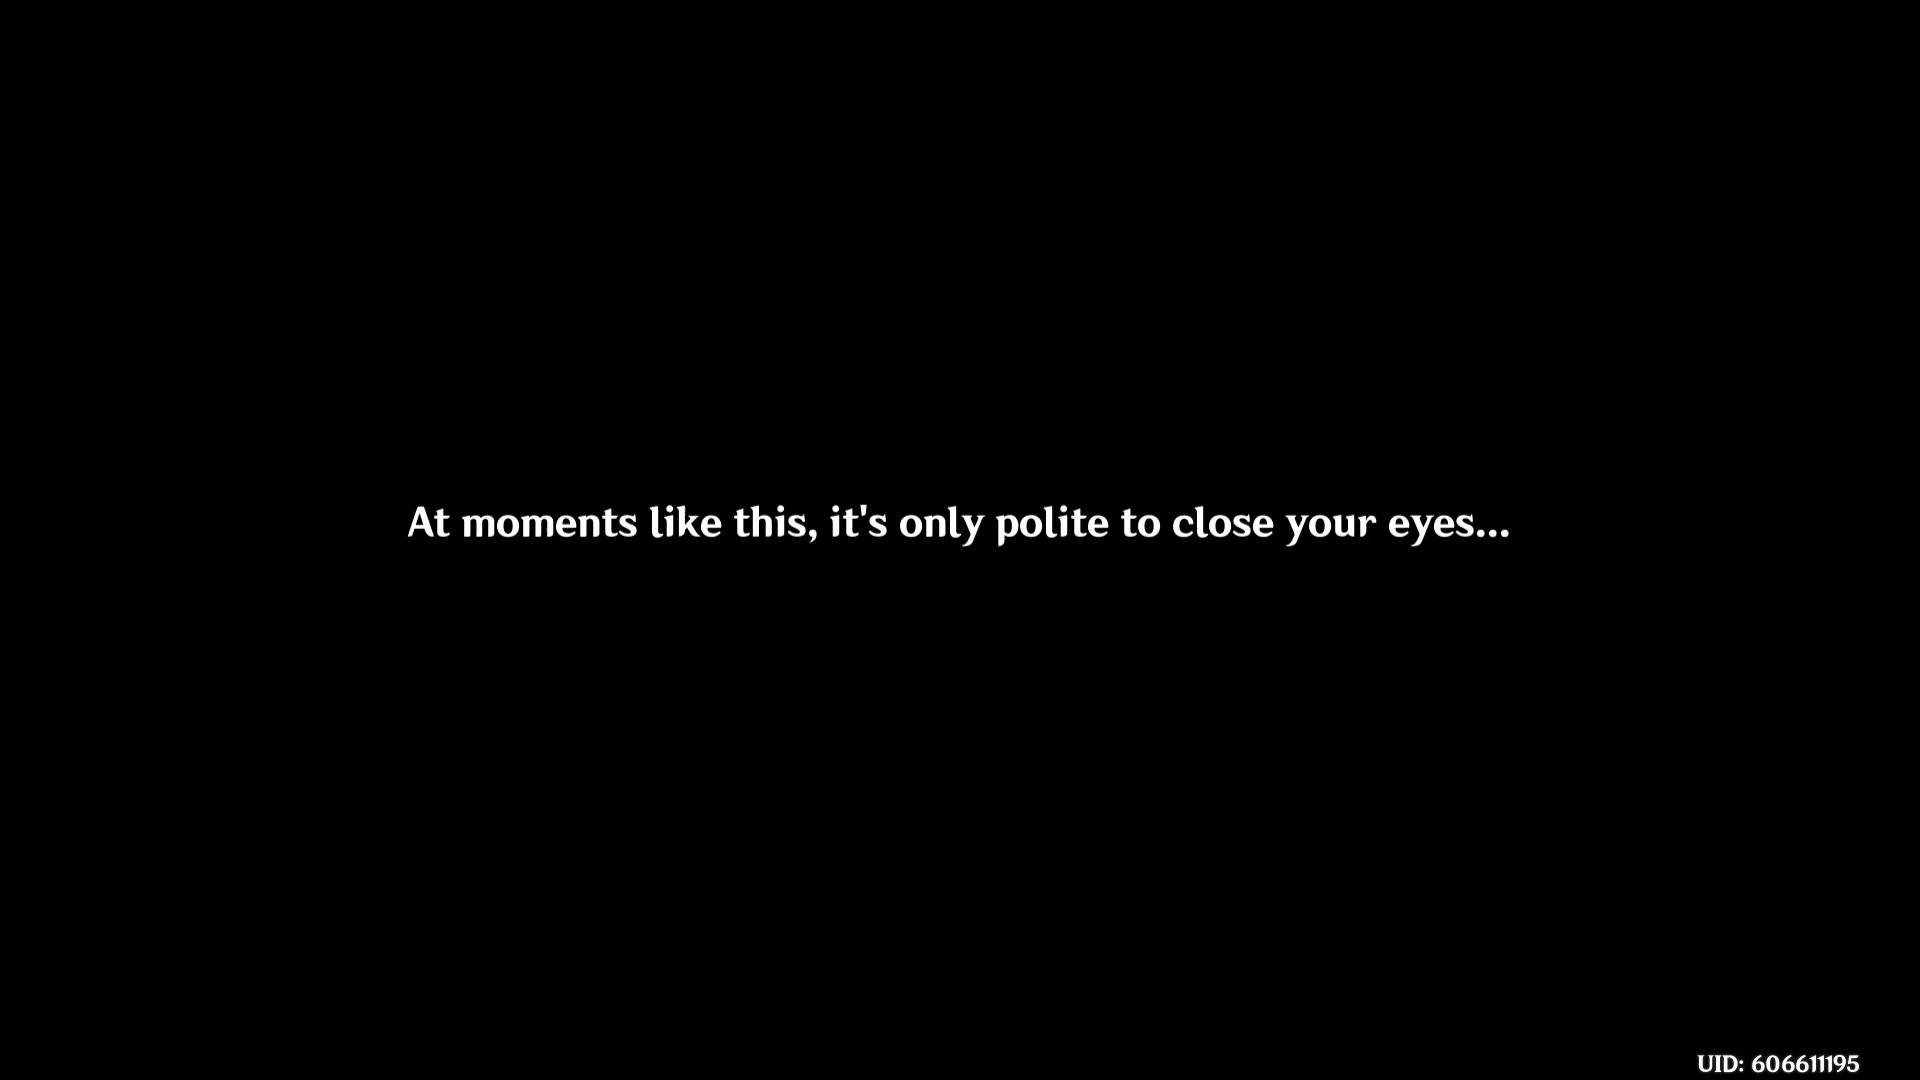 At moments like this, it's only polite to close your eyes...
UID: 606611195